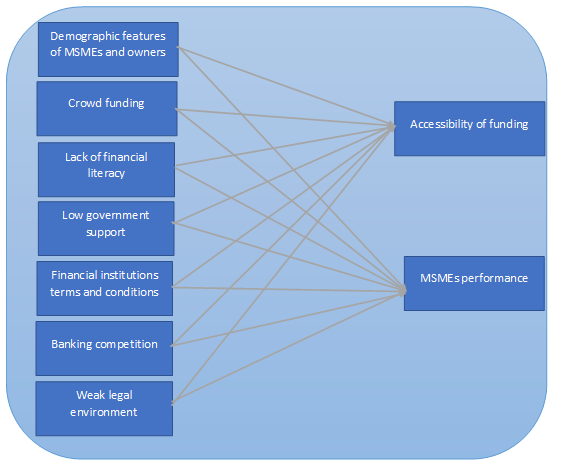 Demographic features
of MSMEs and owners
Crowd funding
Lack of financial
literacy
Low government
support
Financial institutions
terms and conditions
Banking competition
Weak legal
environment
Accessibility of funding
MSMEs performance